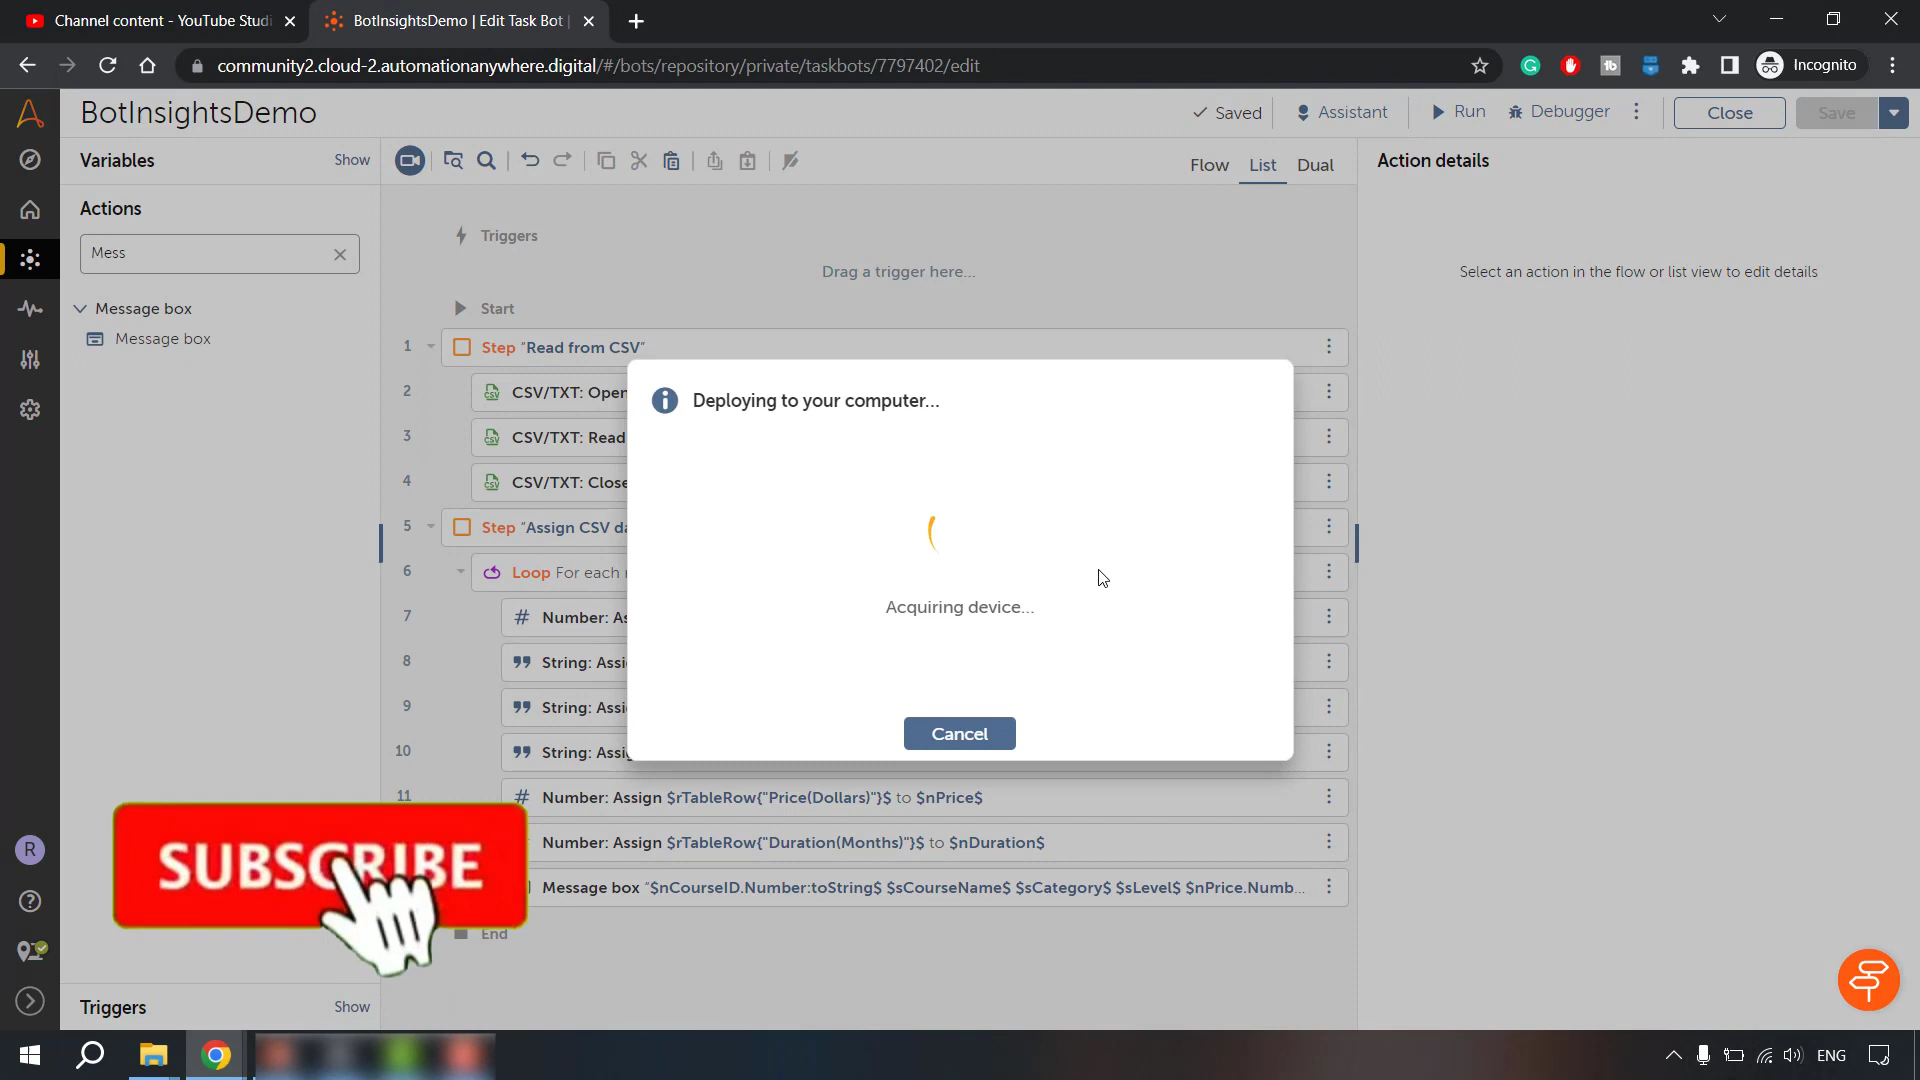 Channel content - YouTube Studi
BotInsightsDemo | Edit Task Bot |
community2.cloud-2.automationanywhere.digital/#/bots/repository/private/taskbots/7797402/edit
Incognito
BotInsightsDemo
Saved
Assistant
Run
Debugger
Close
Save
Variables
Show
Flow
List
Dual
Action details
Actions
Mess
Message box
Message box
Triggers
Drag a trigger here...
Select an action in the flow or list view to edit details
Start
1 Step "Read from CSV"
2 CSV/TXT: Open
3 CSV/TXT: Read
4 CSV/TXT: Close
5 Step "Assign CSV da
6 Loop For each
7 # Number: As
8 String: Assi
9 String: Assi
10 String: Assig
11 # Number: Assign $rTableRow{"Price(Dollars)"}$ to $nPrice$
Number: Assign $rTableRow{"Duration(Months)"}$ to $nDuration$
Message box "$nCourseID.Number:toString$ $sCourseName$ $sCategory$ $sLevel$ $nPrice.Numb...
End
Deploying to your computer...
Acquiring device...
Cancel
SUBSCRIBE
R
Triggers
Show
ENG